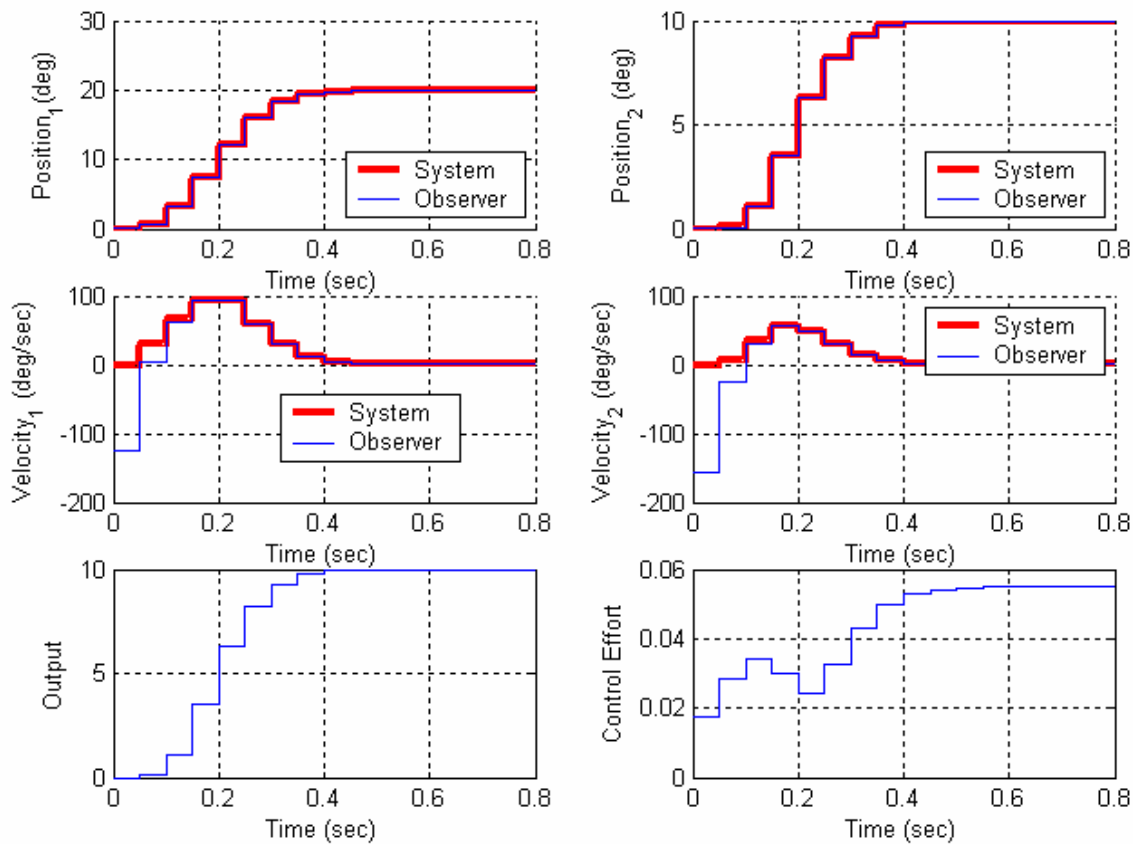 30
20
10
0
0
0.2
0.4
0.6
0.8
Position1 (deg)
Time (sec)
System
Observer
10
5
0
0
0.2
0.4
0.6
0.8
Position2 (deg)
Time (sec)
System
Observer
100
0
-100
-200
0
0.2
0.4
0.6
0.8
Velocity1 (deg/sec)
Time (sec)
System
Observer
100
0
-100
-200
0
0.2
0.4
0.6
0.8
Velocity2 (deg/sec)
Time (sec)
System
Observer
10
5
0
0
0.2
0.4
0.6
0.8
Output
Time (sec)
0.06
0.04
0.02
0
0
0.2
0.4
0.6
0.8
Control Effort
Time (sec)